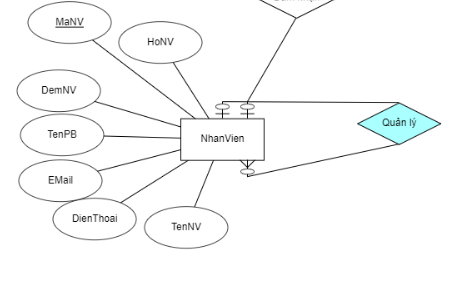 MaNV
HoNV
DemNV
TenPB
NhanVien
Quản lý
EMail
DienThoai
TenNV